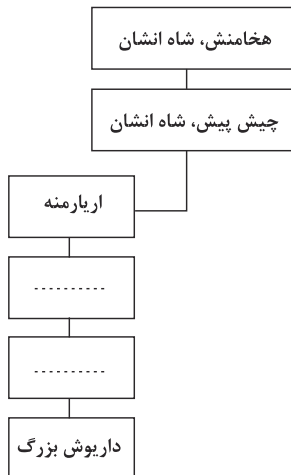 هخامنش، شاه انشان
چیش پیش، شاه انشان
اریارمنه
..........
..........
داریوش بزرگ